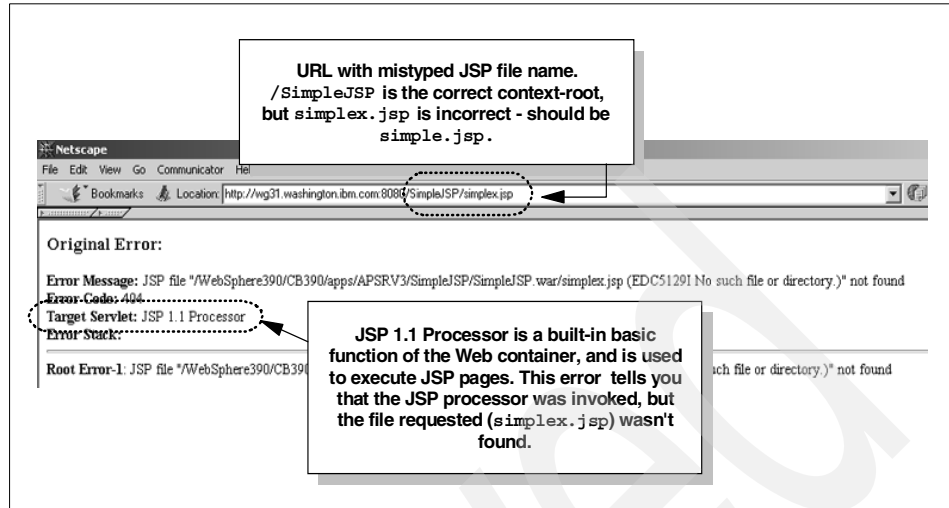 URL with mistyped JSP file name.
/SimpleJSP is the correct context-root,
but simplex.jsp is incorrect - should be
simple.jsp.
Netscape
File Edit View Go Communicator Hel
Bookmarks Location: http://wg31.washington.ibm.com:8080/SimpleJSP/simplex.jsp
Original Error:
Error Message: JSP file "/WebSphere390/CB390/apps/APSRV3/SimpleJSP/SimpleJSP.war/simplex.jsp (EDC5129I No such file or directory.)" not found
Error Code: 404
Target Servlet: JSP 1.1 Processor
Error Stack:
Root Error-1: JSP file "/WebSphere390/CB390 such file or directory.)" not found
JSP 1.1 Processor is a built-in basic
function of the Web container, and is used
to execute JSP pages. This error tells you
that the JSP processor was invoked, but
the file requested (simplex.jsp) wasn't
found.